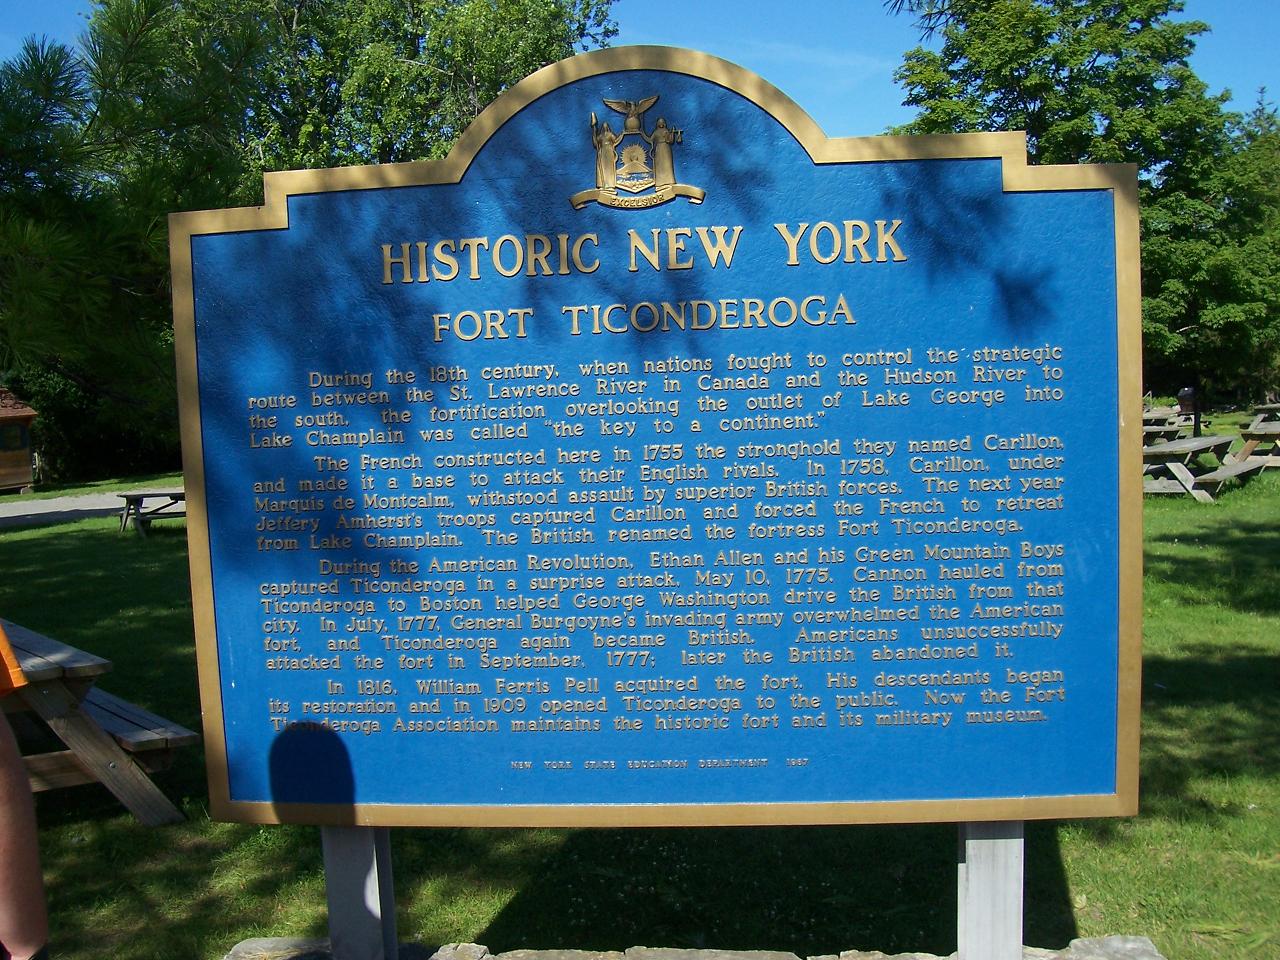 EXCELSIOR
HISTORIC NEW YORK
FORT TICONDEROGA
During the 18th century, when nations fought to control the strategic
route between the St. Lawrence River in Canada and the Hudson River to
the south, the fortification overlooking the outlet of Lake George into
Lake Champlain was called "the key to a continent."
The French constructed here in 1755 the stronghold they named Carillon,
and made it a base to attack their English rivals. In 1758, Carillon, under
Marquis de Montcalm, withstood assault by superior British forces. The next year
Jeffery Amherst's troops captured Carillon and forced the French to retreat
from Lake Champlain. The British renamed the fortress Fort Ticonderoga.
During the American Revolution, Ethan Allen and his Green Mountain Boys
captured Ticonderoga in a surprise attack, May 10, 1775. Cannon hauled from
Ticonderoga to Boston helped George Washington drive the British from that
city. In July, 1777, General Burgoyne's invading army overwhelmed the American
fort, and Ticonderoga again became British. Americans unsuccessfully
attacked the fort in September, 1777; later the British abandoned it.
In 1816, William Ferris Pell acquired the fort. His descendants began
its restoration and in 1909 opened Ticonderoga to the public. Now the Fort
Ticonderoga Association maintains the historic fort and its military museum.
NEW YORK STATE EDUCATION DEPARTMENT 1967